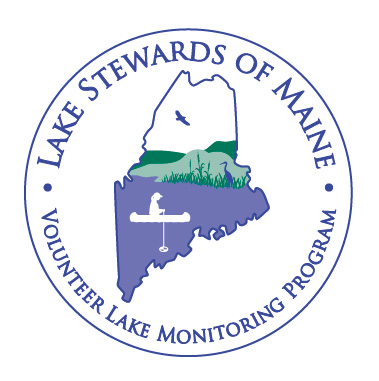 LAKE STEWARDS OF MAINE
VOLUNTEER LAKE MONITORING PROGRAM